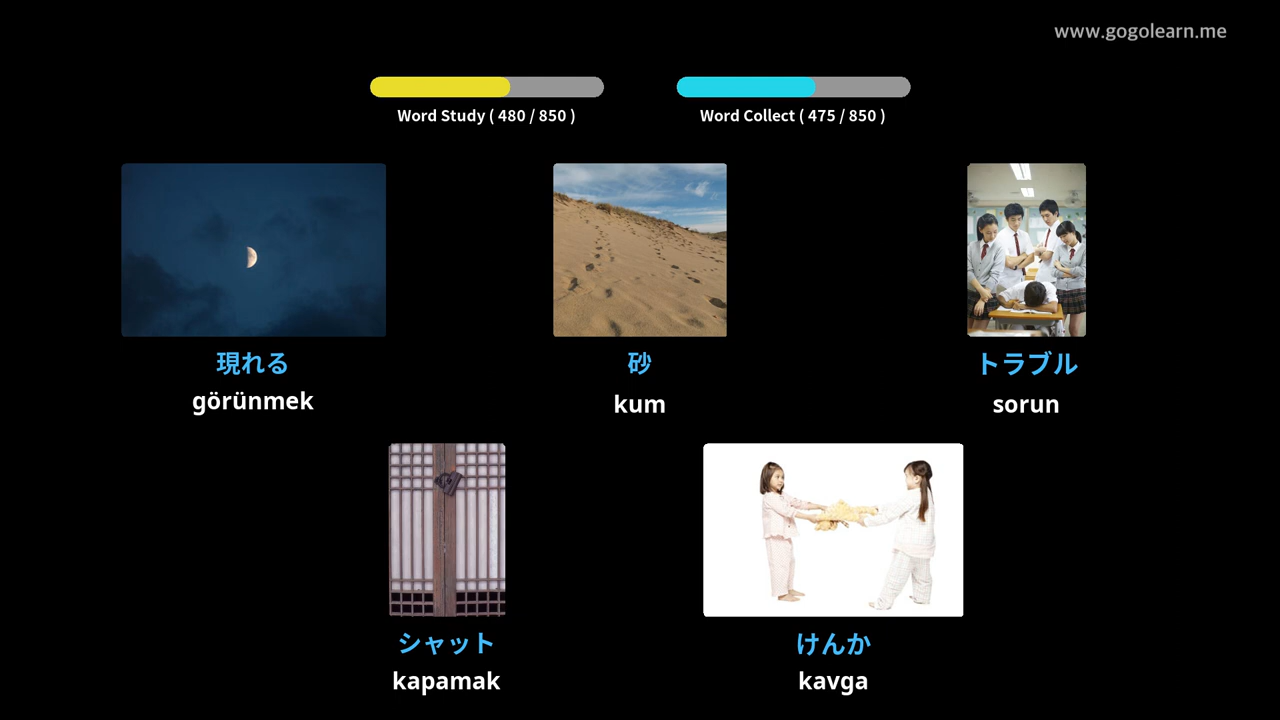 www.gogolearn.me
Word Study ( 480 / 850 )
Word Collect ( 475 / 850 )
現れる
görünmek
砂
kum
トラブル
sorun
シャット
kapamak
けんか
kavga